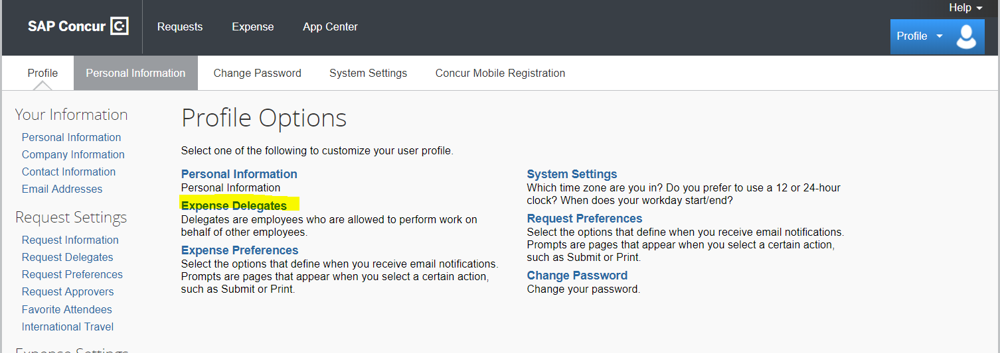 Help
SAP Concur
Requests
Expense
App Center
Profile
Profile
Personal Information
Change Password
System Settings
Concur Mobile Registration
Your Information
Personal Information
Company Information
Contact Information
Email Addresses
Request Settings
Request Information
Request Delegates
Request Preferences
Request Approvers
Favorite Attendees
International Travel
Expense Settings
Profile Options
Select one of the following to customize your user profile.
Personal Information
Personal Information
Expense Delegates
Delegates are employees who are allowed to perform work on
behalf of other employees.
Expense Preferences
Select the options that define when you receive email notifications.
Prompts are pages that appear when you select a certain action,
such as Submit or Print.
System Settings
Which time zone are you in? Do you prefer to use a 12 or 24-hour
clock? When does your workday start/end?
Request Preferences
Select the options that define when you receive email notifications.
Prompts are pages that appear when you select a certain action,
such as Submit or Print.
Change Password
Change your password.